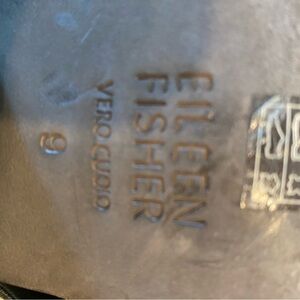 EILEEN
FISHER
VERO CUOIO
9